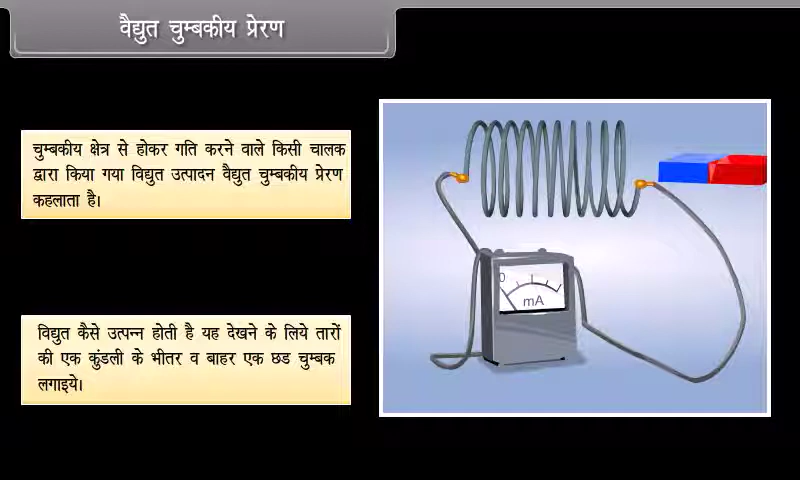 वैद्युत चुम्बकीय प्रेरण
चुम्बकीय क्षेत्र से होकर गति करने वाले किसी चालक
द्वारा किया गया विद्युत उत्पादन वैद्युत चुम्बकीय प्रेरण
कहलाता है।
विद्युत कैसे उत्पन्न होती है यह देखने के लिये तारों
की एक कुंडली के भीतर व बाहर एक छड चुम्बक
लगाइये।
0
mA